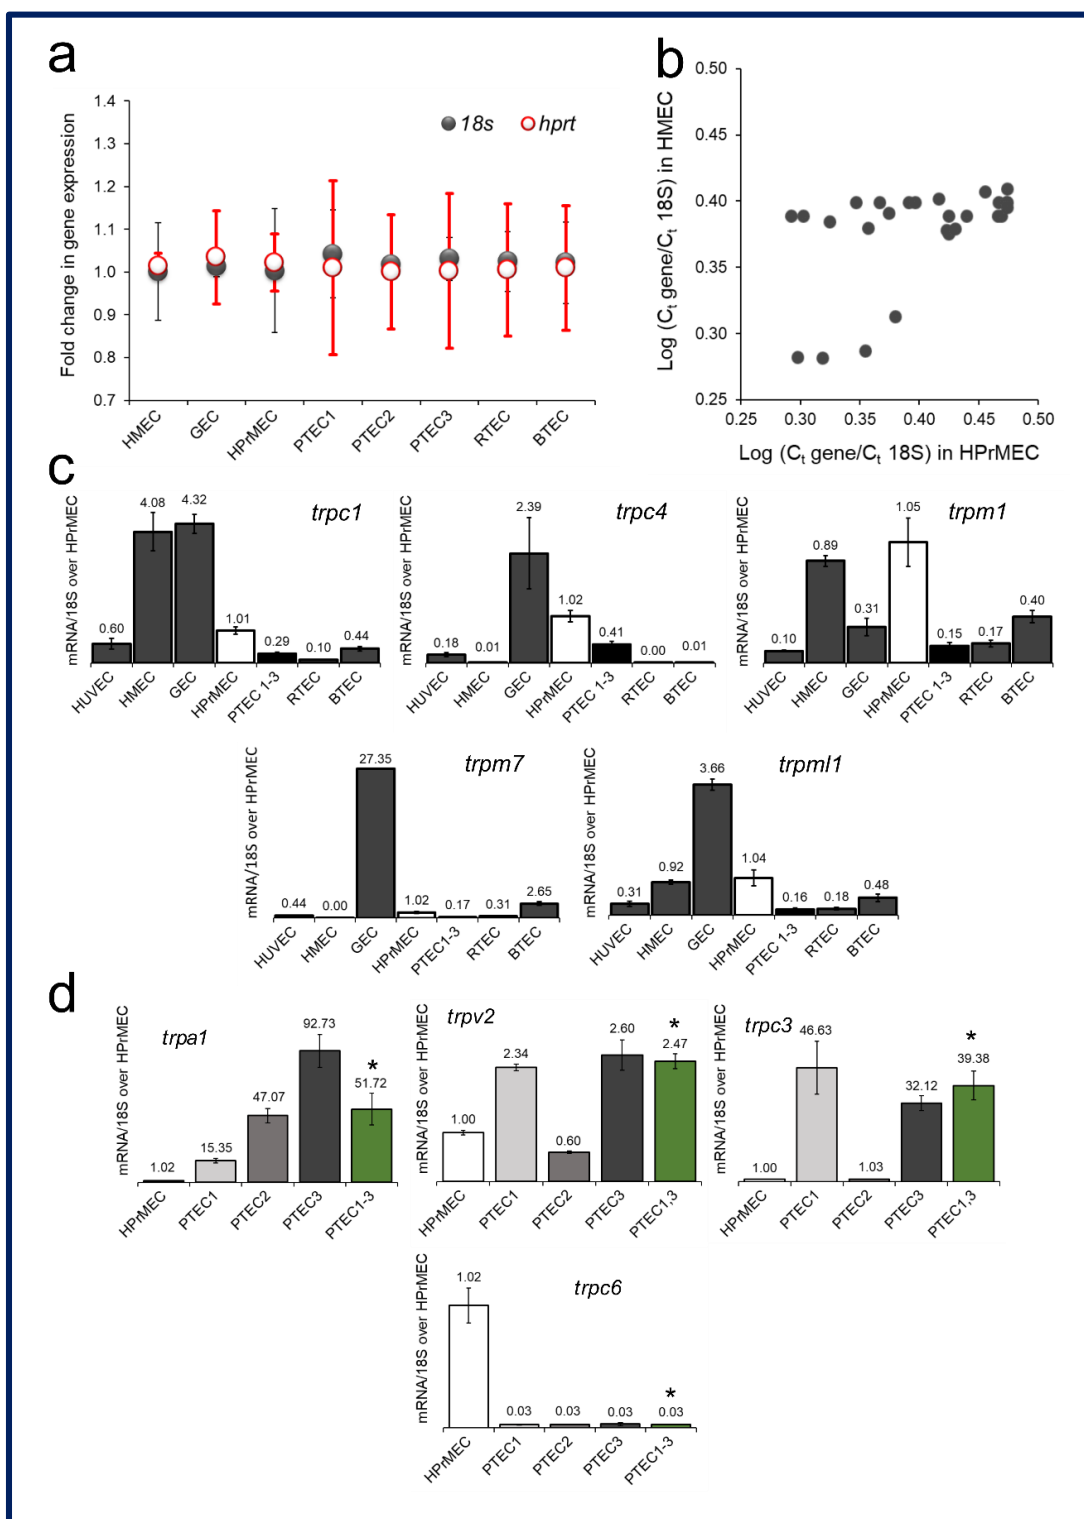 a
Fold change in gene expression
1.4
1.3
1.2
1.1
1.0
0.9
0.8
0.7
18s
hprt
HMEC
GEC
HPrMEC
PTEC1
PTEC2
PTEC3
RTEC
BTEC
b
Log (Ct gene/Ct 18S) in HMEC
0.50
0.45
0.40
0.35
0.30
0.25
0.25 0.30 0.35 0.40 0.45 0.50
Log (Ct gene/Ct 18S) in HPrMEC
c
mRNA/18S over HPrMEC
trpc1
0.60 4.08 4.32 1.01 0.29 0.10 0.44
HUVEC HMEC GEC HPrMEC PTEC 1-3 RTEC BTEC
mRNA/18S over HPrMEC
trpc4
0.18 0.01 2.39 1.02 0.41 0.00 0.01
HUVEC HMEC GEC HPrMEC PTEC 1-3 RTEC BTEC
mRNA/18S over HPrMEC
trpm1
0.10 0.89 0.31 1.05 0.15 0.17 0.40
HUVEC HMEC GEC HPrMEC PTEC 1-3 RTEC BTEC
mRNA/18S over HPrMEC
trpm7
0.44 0.00 27.35 1.02 0.17 0.31 2.65
HUVEC HMEC GEC HPrMEC PTEC1-3 RTEC BTEC
mRNA/18S over HPrMEC
trpml1
0.31 0.92 3.66 1.04 0.16 0.18 0.48
HUVEC HMEC GEC HPrMEC PTEC 1-3 RTEC BTEC
d
mRNA/18S over HPrMEC
trpa1
1.02 15.35 47.07 92.73 * 51.72
HPrMEC PTEC1 PTEC2 PTEC3 PTEC1-3
mRNA/18S over HPrMEC
trpv2
1.00 2.34 0.60 2.60 * 2.47
HPrMEC PTEC1 PTEC2 PTEC3 PTEC1,3
mRNA/18S over HPrMEC
trpc3
1.00 46.63 1.03 32.12 * 39.38
HPrMEC PTEC1 PTEC2 PTEC3 PTEC1,3
mRNA/18S over HPrMEC
trpc6
1.02 0.03 0.03 0.03 * 0.03
HPrMEC PTEC1 PTEC2 PTEC3 PTEC1-3